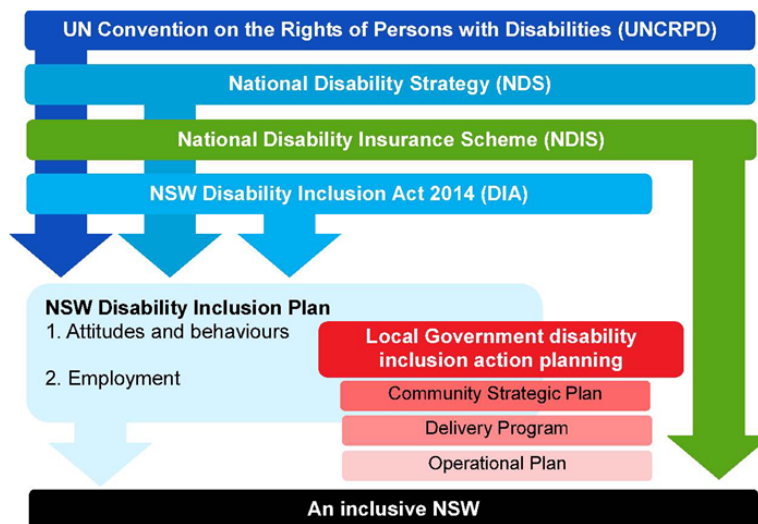 UN Convention on the Rights of Persons with Disabilities (UNCRPD)
National Disability Strategy (NDS)
National Disability Insurance Scheme (NDIS)
NSW Disability Inclusion Act 2014 (DIA)
NSW Disability Inclusion Plan
1. Attitudes and behaviours
2. Employment
Local Government disability
inclusion action planning
Community Strategic Plan
Delivery Program
Operational Plan
An inclusive NSW